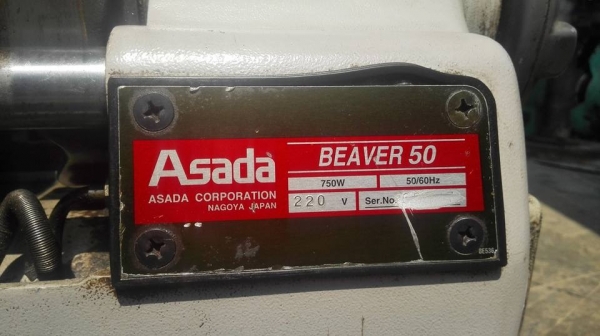 Asada
ASADA CORPORATION
NAGOYA JAPAN
BEAVER 50
750W 50/60Hz
220 V Ser.No.